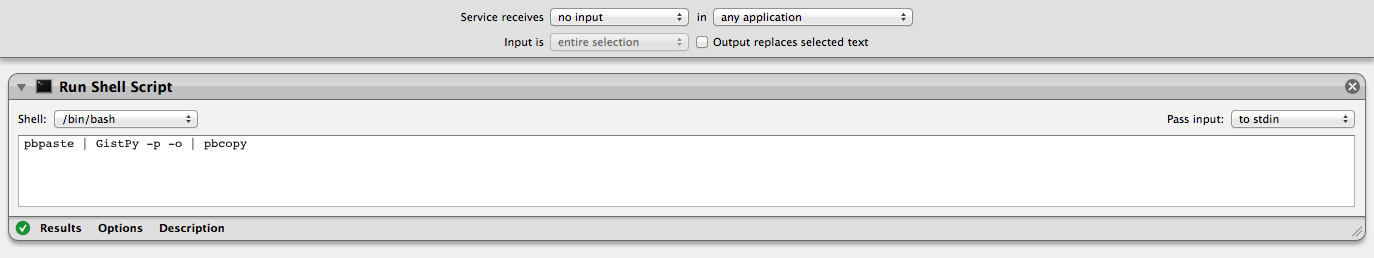 Service receives no input in any application
Input is entire selection Output replaces selected text
Run Shell Script
Shell: /bin/bash Pass input: to stdin
pbpaste | GistPy -p -o | pbcopy
Results Options Description